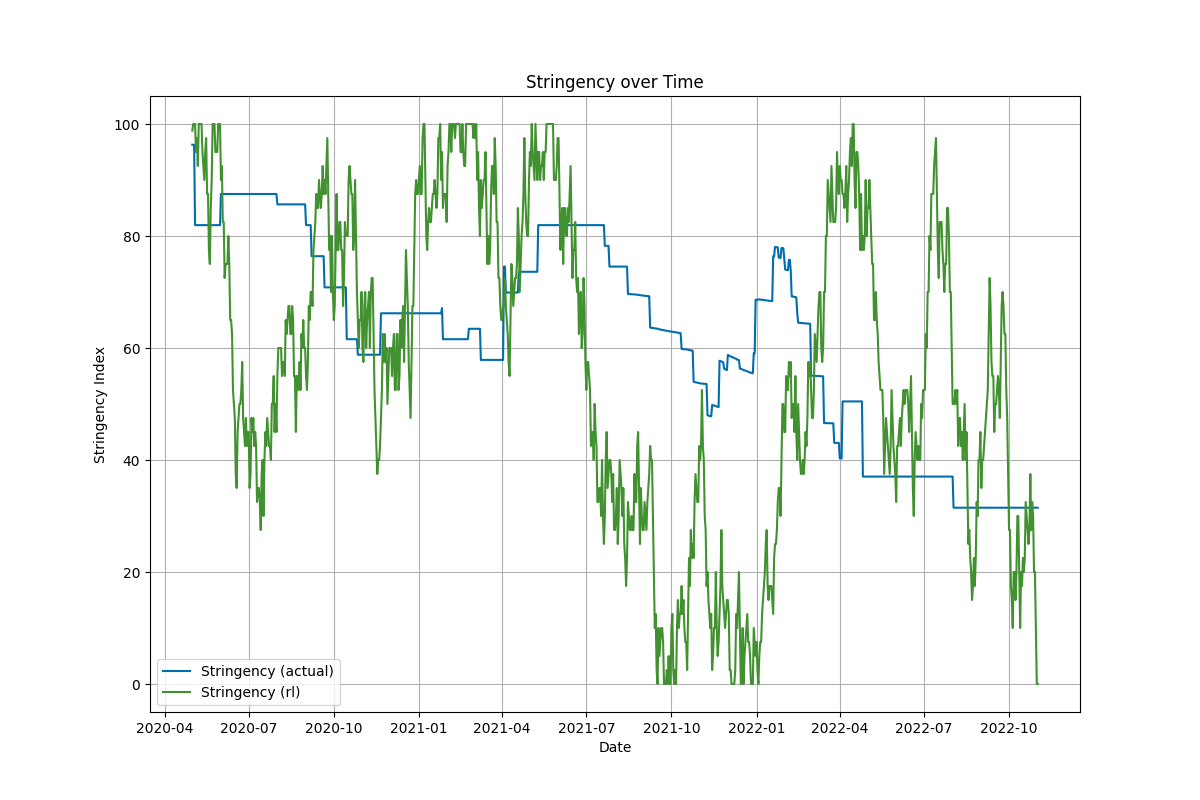 Stringency over Time
Stringency Index
100
80
60
40
20
0
Stringency (actual)
Stringency (rl)
2020-04 2020-07 2020-10 2021-01 2021-04 2021-07 2021-10 2022-01 2022-04 2022-07 2022-10
Date